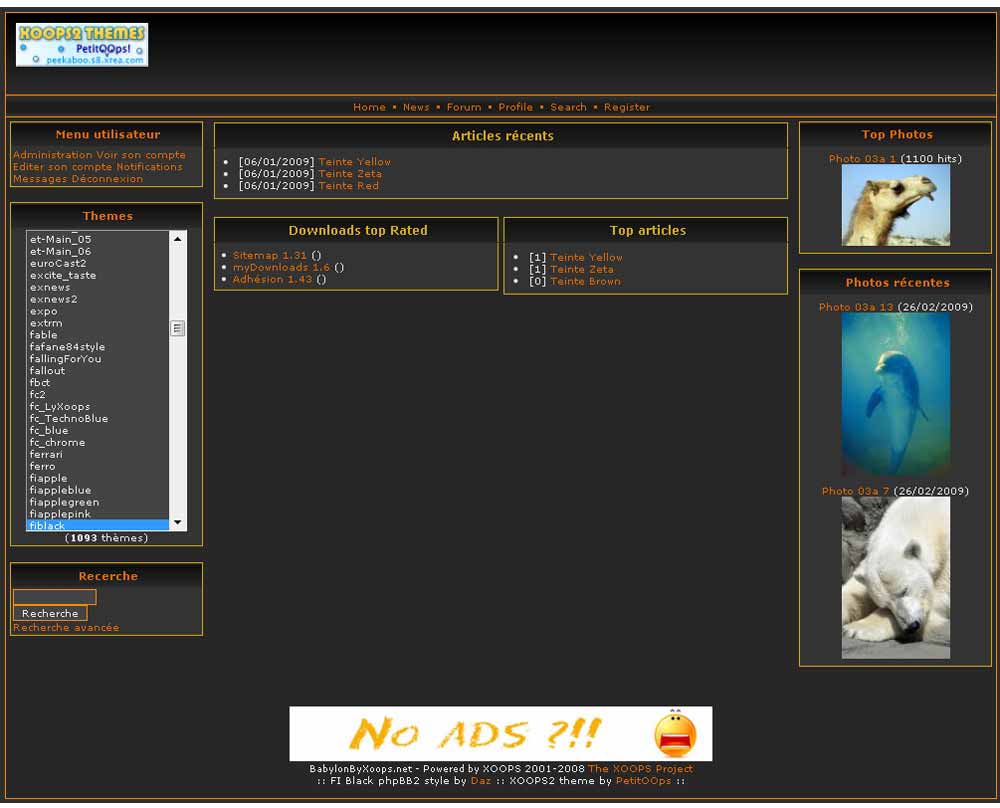 XOOPS2 THEMES
PetitOOps!
peekaboo.s8.xrea.com
Home • News • Forum • Profile • Search • Register
Menu utilisateur
Administration Voir son compte
Editer son compte Notifications
Messages Déconnexion
Themes
et-Main_05
et-Main_06
euroCast2
excite_taste
exnews
exnews2
expo
extrm
fable
fafane84style
fallingForYou
fallout
fbct
fc2
fc_LyXoops
fc_TechnoBlue
fc_blue
fc_chrome
ferrari
ferro
fiapple
fiappleblue
fiapplegreen
fiapplepink
fiblack
(1093 thèmes)
Recerche
Recherche
Recherche avancée
Articles récents
• [06/01/2009] Teinte Yellow
• [06/01/2009] Teinte Zeta
• [06/01/2009] Teinte Red
Downloads top Rated
• Sitemap 1.31 ()
• myDownloads 1.6 ()
• Adhésion 1.43 ()
Top articles
• [1] Teinte Yellow
• [1] Teinte Zeta
• [0] Teinte Brown
Top Photos
Photo 03a 1 (1100 hits)
Photos récentes
Photo 03a 13 (26/02/2009)
Photo 03a 7 (26/02/2009)
No ADS ?!!
BabylonByXoops.net - Powered by XOOPS 2001-2008 The XOOPS Project
:: FI Black phpBB2 style by Daz :: XOOPS2 theme by PetitOOps ::